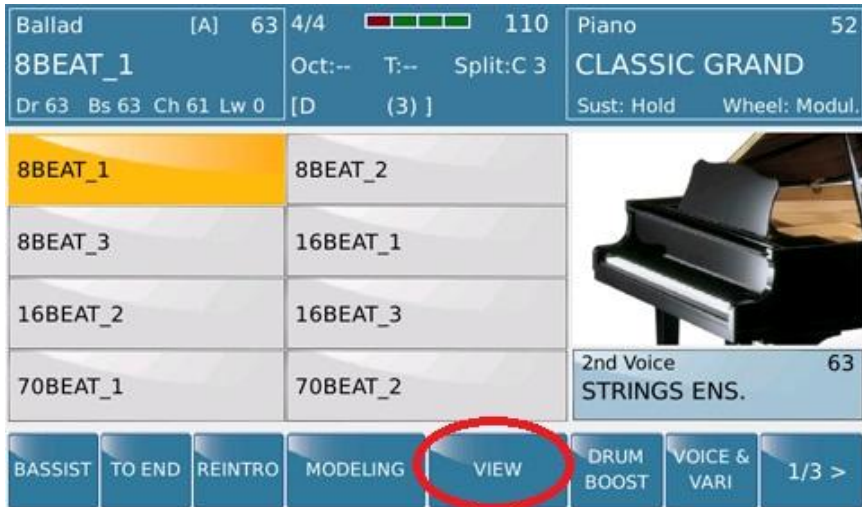 Ballad [A] 63
8BEAT_1
Dr 63 Bs 63 Ch 61 Lw 0
4/4 110
Oct:-- T:-- Split:C 3
[D (3) ]
Piano 52
CLASSIC GRAND
Sust: Hold Wheel: Modul.
8BEAT_1 8BEAT_2
8BEAT_3 16BEAT_1
16BEAT_2 16BEAT_3
70BEAT_1 70BEAT_2
2nd Voice 63
STRINGS ENS.
BASSIST
TO END
REINTRO
MODELING
VIEW
DRUM
BOOST
VOICE &
VARI
1/3 >